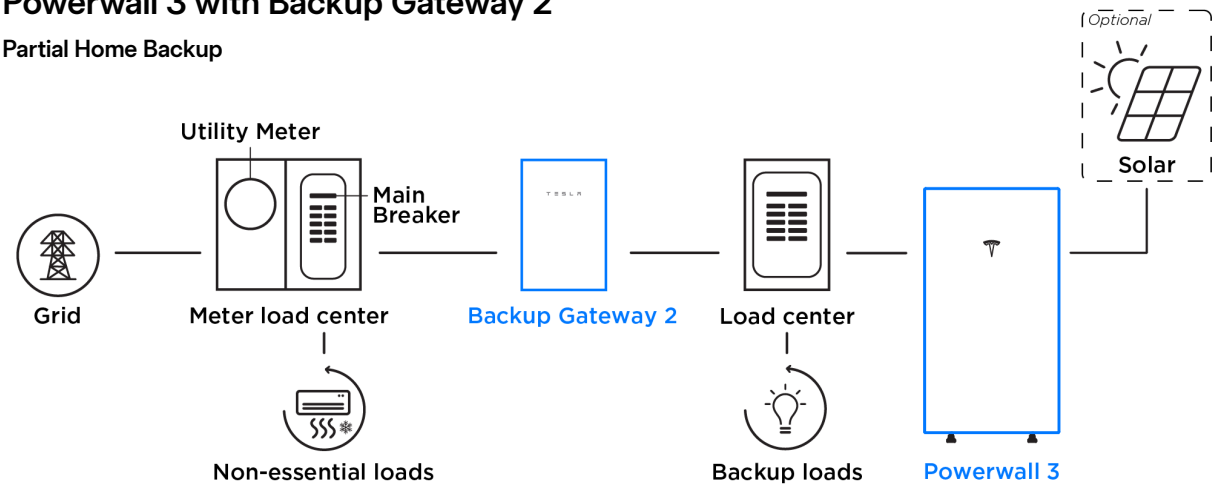 Powerwall 3 with Backup Gateway 2
Partial Home Backup
Optional
Solar
Utility Meter
Main
Breaker
TESLA
Grid
Meter load center
Backup Gateway 2
Load center
Non-essential loads
Backup loads
Powerwall 3